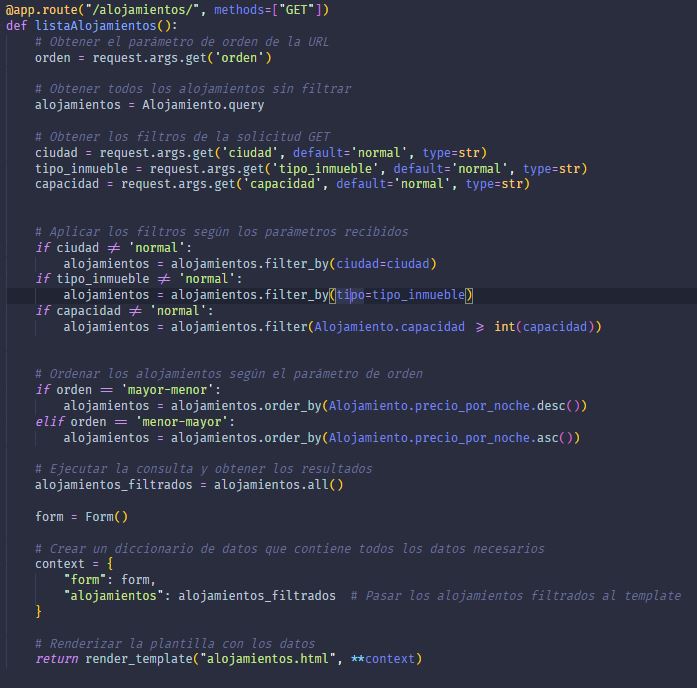 @app.route("/alojamientos/", methods=["GET"])
def listaAlojamientos():
    # Obtener el parámetro de orden de la URL
    orden = request.args.get('orden')

    # Obtener todos los alojamientos sin filtrar
    alojamientos = Alojamiento.query

    # Obtener los filtros de la solicitud GET
    ciudad = request.args.get('ciudad', default='normal', type=str)
    tipo_inmueble = request.args.get('tipo_inmueble', default='normal', type=str)
    capacidad = request.args.get('capacidad', default='normal', type=str)


    # Aplicar los filtros según los parámetros recibidos
    if ciudad ≠ 'normal':
        alojamientos = alojamientos.filter_by(ciudad=ciudad)
    if tipo_inmueble ≠ 'normal':
        alojamientos = alojamientos.filter_by(tipo=tipo_inmueble)
    if capacidad ≠ 'normal':
        alojamientos = alojamientos.filter(Alojamiento.capacidad ⩾ int(capacidad))


    # Ordenar los alojamientos según el parámetro de orden
    if orden == 'mayor-menor':
        alojamientos = alojamientos.order_by(Alojamiento.precio_por_noche.desc())
    elif orden == 'menor-mayor':
        alojamientos = alojamientos.order_by(Alojamiento.precio_por_noche.asc())

    # Ejecutar la consulta y obtener los resultados
    alojamientos_filtrados = alojamientos.all()

    form = Form()

    # Crear un diccionario de datos que contiene todos los datos necesarios
    context = {
        "form": form,
        "alojamientos": alojamientos_filtrados  # Pasar los alojamientos filtrados al template
    }

    # Renderizar la plantilla con los datos
    return render_template("alojamientos.html", **context)